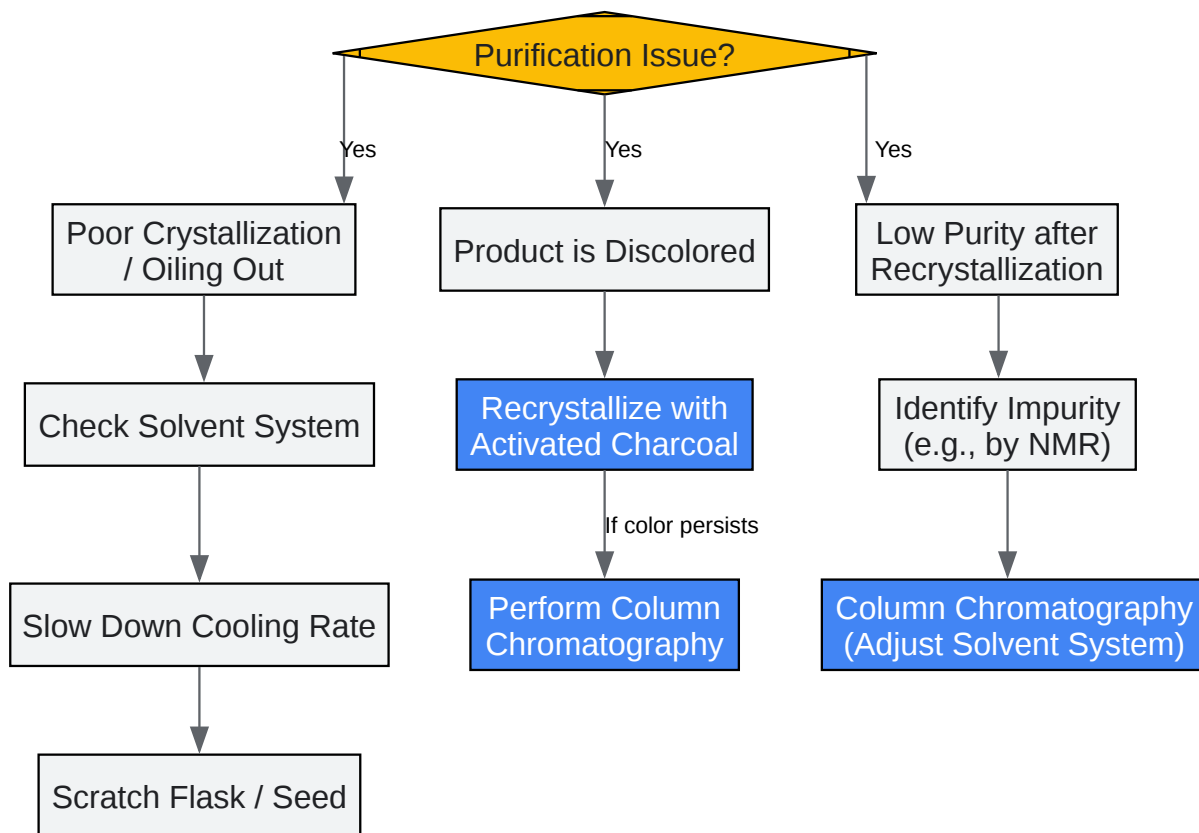 Purification Issue?
Yes
Yes
Yes
Poor Crystallization
/ Oiling Out
Product is Discolored
Low Purity after
Recrystallization
Check Solvent System
Recrystallize with
Activated Charcoal
Identify Impurity
(e.g., by NMR)
If color persists
Slow Down Cooling Rate
Perform Column
Chromatography
Column Chromatography
(Adjust Solvent System)
Scratch Flask / Seed